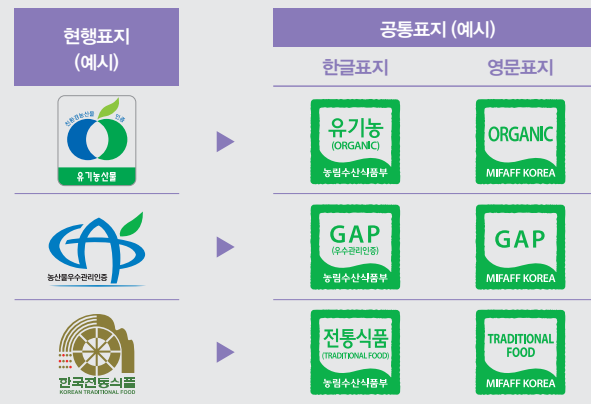 현행표지
(예시)
공통표지 (예시)
한글표지
영문표지
친환경농산물 인증
유기농산물
유기농
(ORGANIC)
농림수산식품부
ORGANIC
MIFAFF KOREA
GAP
농산물우수관리인증
GAP
(우수관리인증)
농림수산식품부
GAP
MIFAFF KOREA
한국전통식품
KOREAN TRADITIONAL FOOD
전통식품
(TRADITIONAL FOOD)
농림수산식품부
TRADITIONAL
FOOD
MIFAFF KOREA